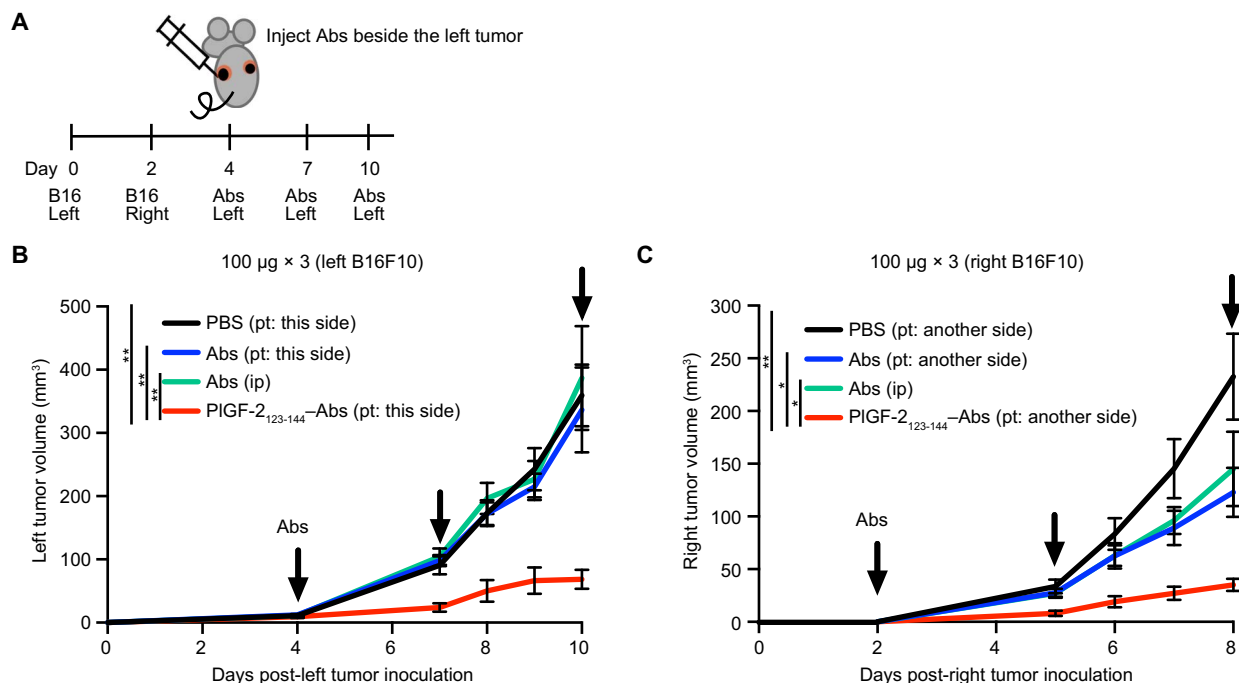 A
Inject Abs beside the left tumor
Day 0 2 4 7 10
B16 B16 Abs Abs Abs
Left Right Left Left Left
B
100 µg × 3 (left B16F10)
Left tumor volume (mm³)
500
400
300
200
100
0
PBS (pt: this side)
Abs (pt: this side)
Abs (ip)
PlGF-2₁₂₃₋₁₄₄–Abs (pt: this side)
**
**
**
Abs
0 2 4 6 8 10
Days post-left tumor inoculation
C
100 µg × 3 (right B16F10)
Right tumor volume (mm³)
300
250
200
150
100
50
0
PBS (pt: another side)
Abs (pt: another side)
Abs (ip)
PlGF-2₁₂₃₋₁₄₄–Abs (pt: another side)
**
*
*
Abs
0 2 4 6 8
Days post-right tumor inoculation